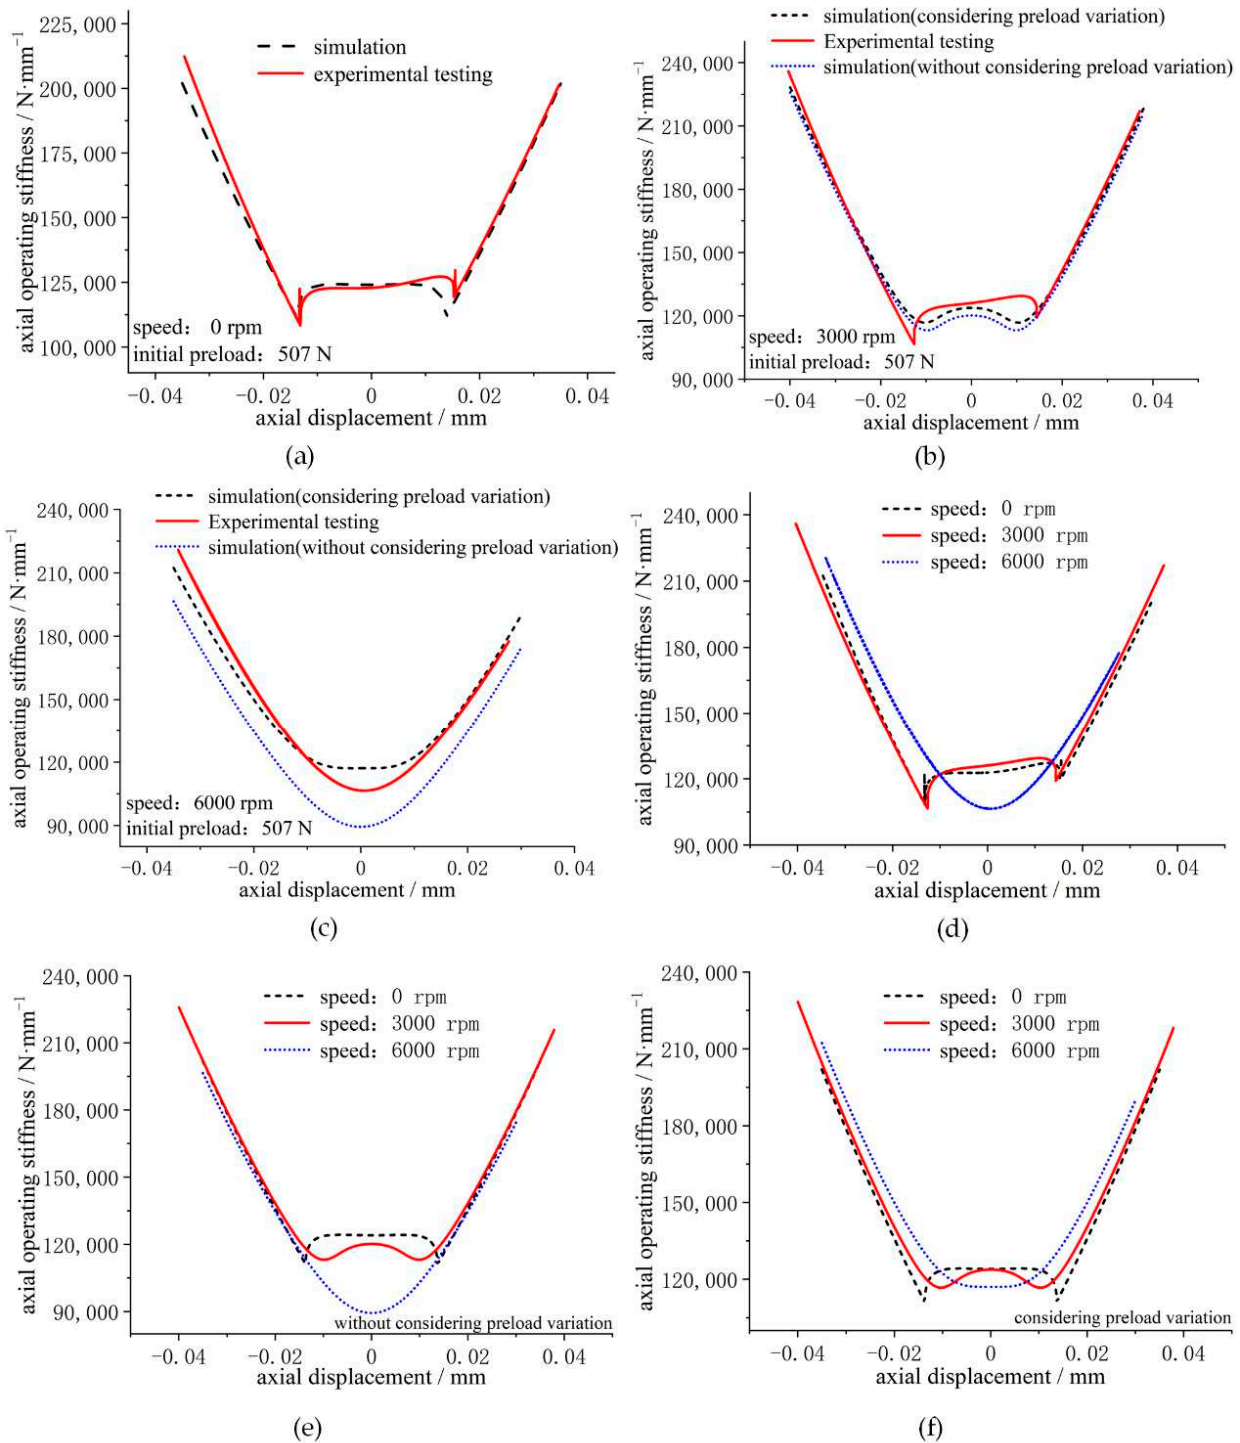 225, 000
200, 000
175, 000
150, 000
125, 000
100, 000
axial operating stiffness / N·mm⁻¹
simulation
experimental testing
speed: 0 rpm
initial preload: 507 N
-0.04 -0.02 0 0.02 0.04
axial displacement / mm
(a)
simulation(considering preload variation)
Experimental testing
simulation(without considering preload variation)
240, 000
210, 000
180, 000
150, 000
120, 000
90, 000
axial operating stiffness / N·mm⁻¹
speed: 3000 rpm
initial preload: 507 N
-0.04 -0.02 0 0.02 0.04
axial displacement / mm
(b)
simulation(considering preload variation)
Experimental testing
simulation(without considering preload variation)
240, 000
210, 000
180, 000
150, 000
120, 000
90, 000
axial operating stiffness / N·mm⁻¹
speed: 6000 rpm
initial preload: 507 N
-0.04 -0.02 0 0.02 0.04
axial displacement / mm
(c)
240, 000
210, 000
180, 000
150, 000
120, 000
90, 000
axial operating stiffness / N·mm⁻¹
speed: 0 rpm
speed: 3000 rpm
speed: 6000 rpm
-0.04 -0.02 0 0.02 0.04
axial displacement / mm
(d)
240, 000
210, 000
180, 000
150, 000
120, 000
90, 000
axial operating stiffness / N·mm⁻¹
speed: 0 rpm
speed: 3000 rpm
speed: 6000 rpm
without considering preload variation
-0.04 -0.02 0 0.02 0.04
axial displacement / mm
(e)
240, 000
210, 000
180, 000
150, 000
120, 000
axial operating stiffness / N·mm⁻¹
speed: 0 rpm
speed: 3000 rpm
speed: 6000 rpm
considering preload variation
-0.04 -0.02 0 0.02 0.04
axial displacement / mm
(f)